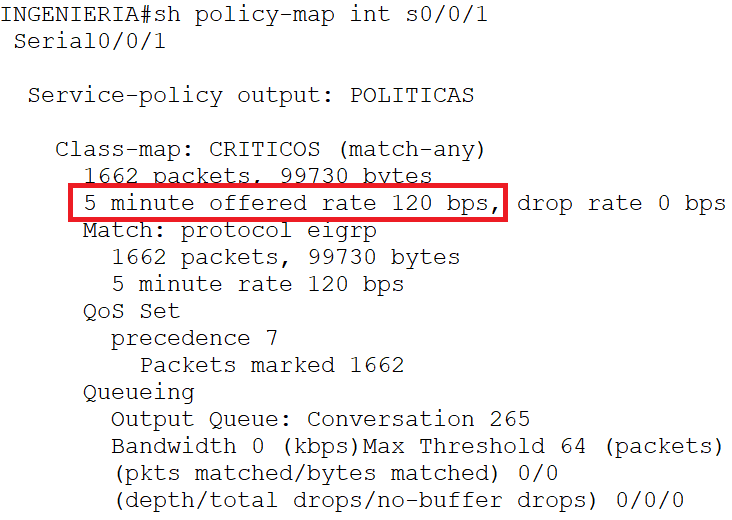 INGENIERIA#sh policy-map int s0/0/1
Serial0/0/1
Service-policy output: POLITICAS
Class-map: CRITICOS (match-any)
1662 packets, 99730 bytes
5 minute offered rate 120 bps, drop rate 0 bps
Match: protocol eigrp
1662 packets, 99730 bytes
5 minute rate 120 bps
QoS Set
precedence 7
Packets marked 1662
Queueing
Output Queue: Conversation 265
Bandwidth 0 (kbps)Max Threshold 64 (packets)
(pkts matched/bytes matched) 0/0
(depth/total drops/no-buffer drops) 0/0/0